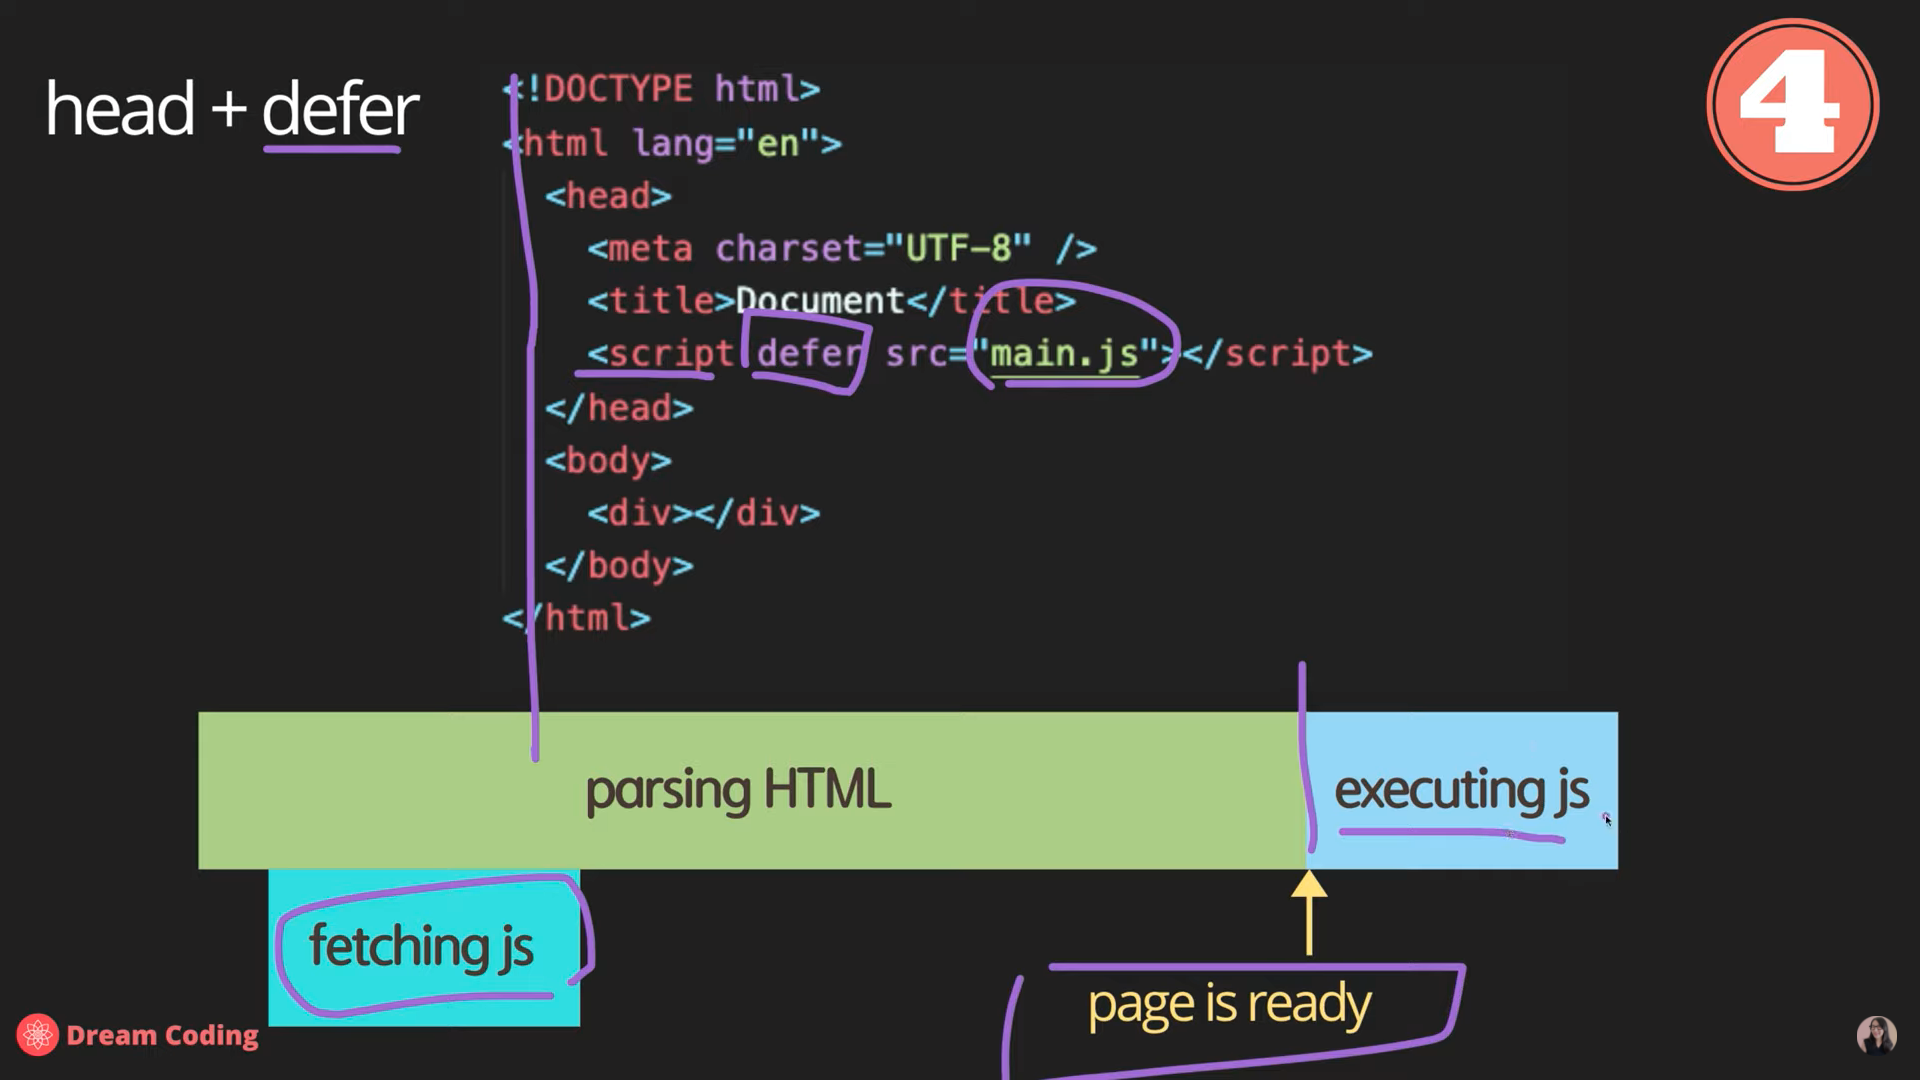 head + defer
4
<!DOCTYPE html>
<html lang="en">
<head>
<meta charset="UTF-8" />
<title>Document</title>
<script defer src="main.js"></script>
</head>
<body>
<div></div>
</body>
</html>
parsing HTML
executing js
fetching js
page is ready
Dream Coding